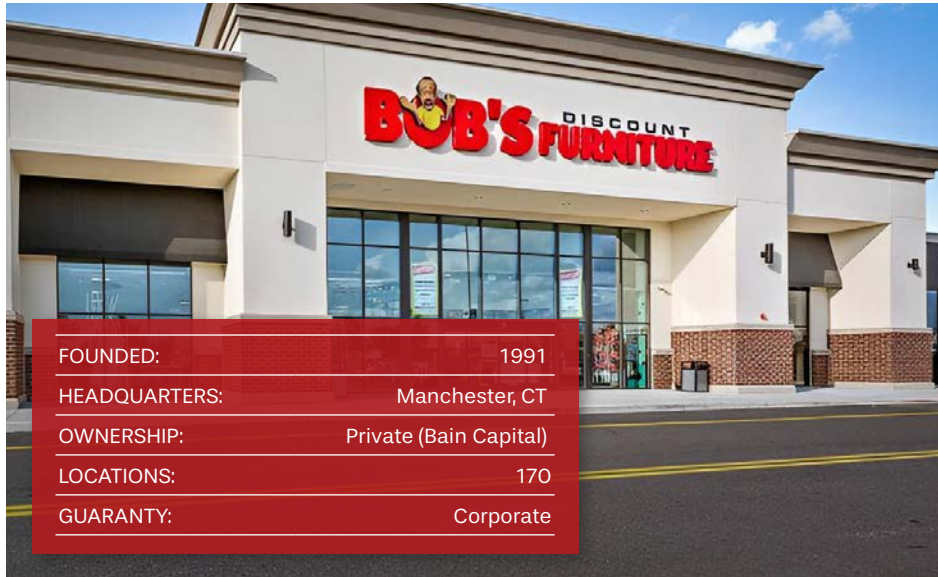 BOB'S DISCOUNT FURNITURE
FOUNDED: 1991
HEADQUARTERS: Manchester, CT
OWNERSHIP: Private (Bain Capital)
LOCATIONS: 170
GUARANTY: Corporate